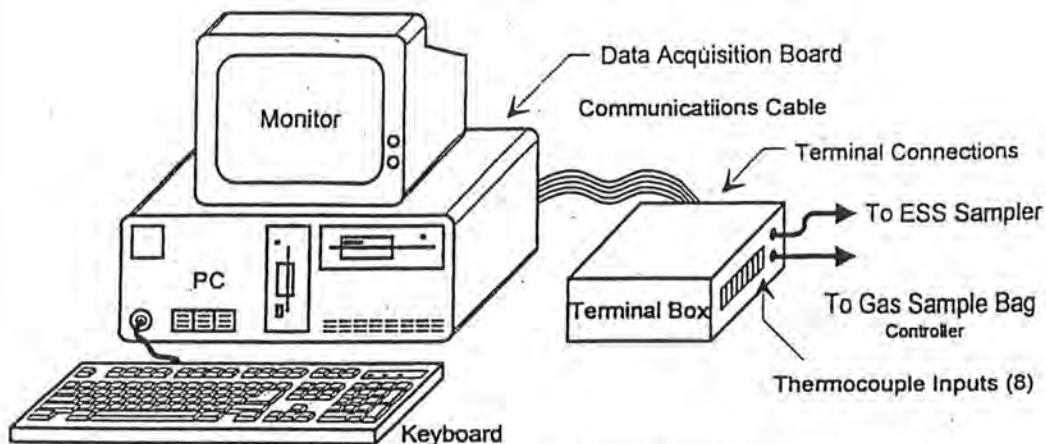 Data Acquisition Board
Monitor
Communicatiions Cable
Terminal Connections
To ESS Sampler
PC
Terminal Box
To Gas Sample Bag
Controller
Thermocouple Inputs (8)
Keyboard